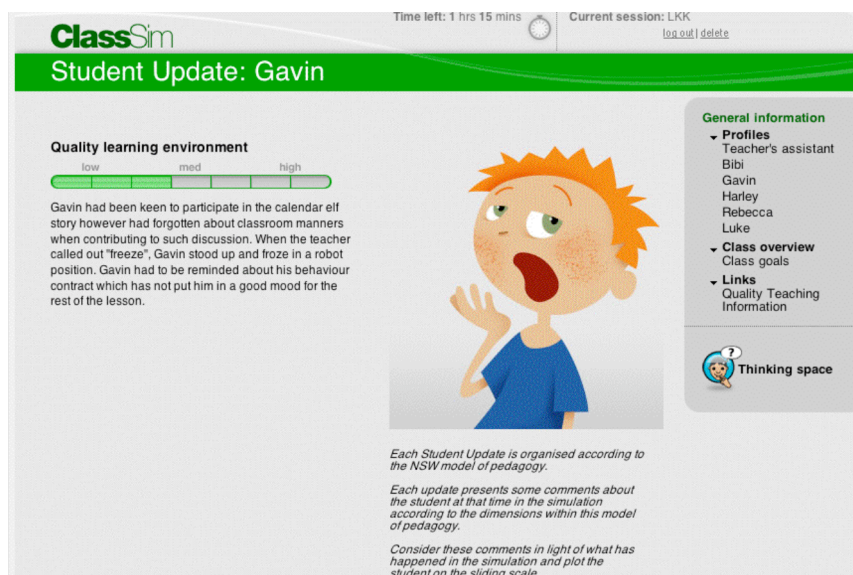 ClassSim
Time left: 1 hrs 15 mins
Current session: LKK
log out | delete
Student Update: Gavin
Quality learning environment
low med high
Gavin had been keen to participate in the calendar elf
story however had forgotten about classroom manners
when contributing to such discussion. When the teacher
called out "freeze", Gavin stood up and froze in a robot
position. Gavin had to be reminded about his behaviour
contract which has not put him in a good mood for the
rest of the lesson.
Each Student Update is organised according to
the NSW model of pedagogy.
Each update presents some comments about
the student at that time in the simulation
according to the dimensions within this model
of pedagogy.
Consider these comments in light of what has
happened in the simulation and plot the
student on the sliding scale.
General information
Profiles
Teacher's assistant
Bibi
Gavin
Harley
Rebecca
Luke
Class overview
Class goals
Links
Quality Teaching
Information
?
Thinking space